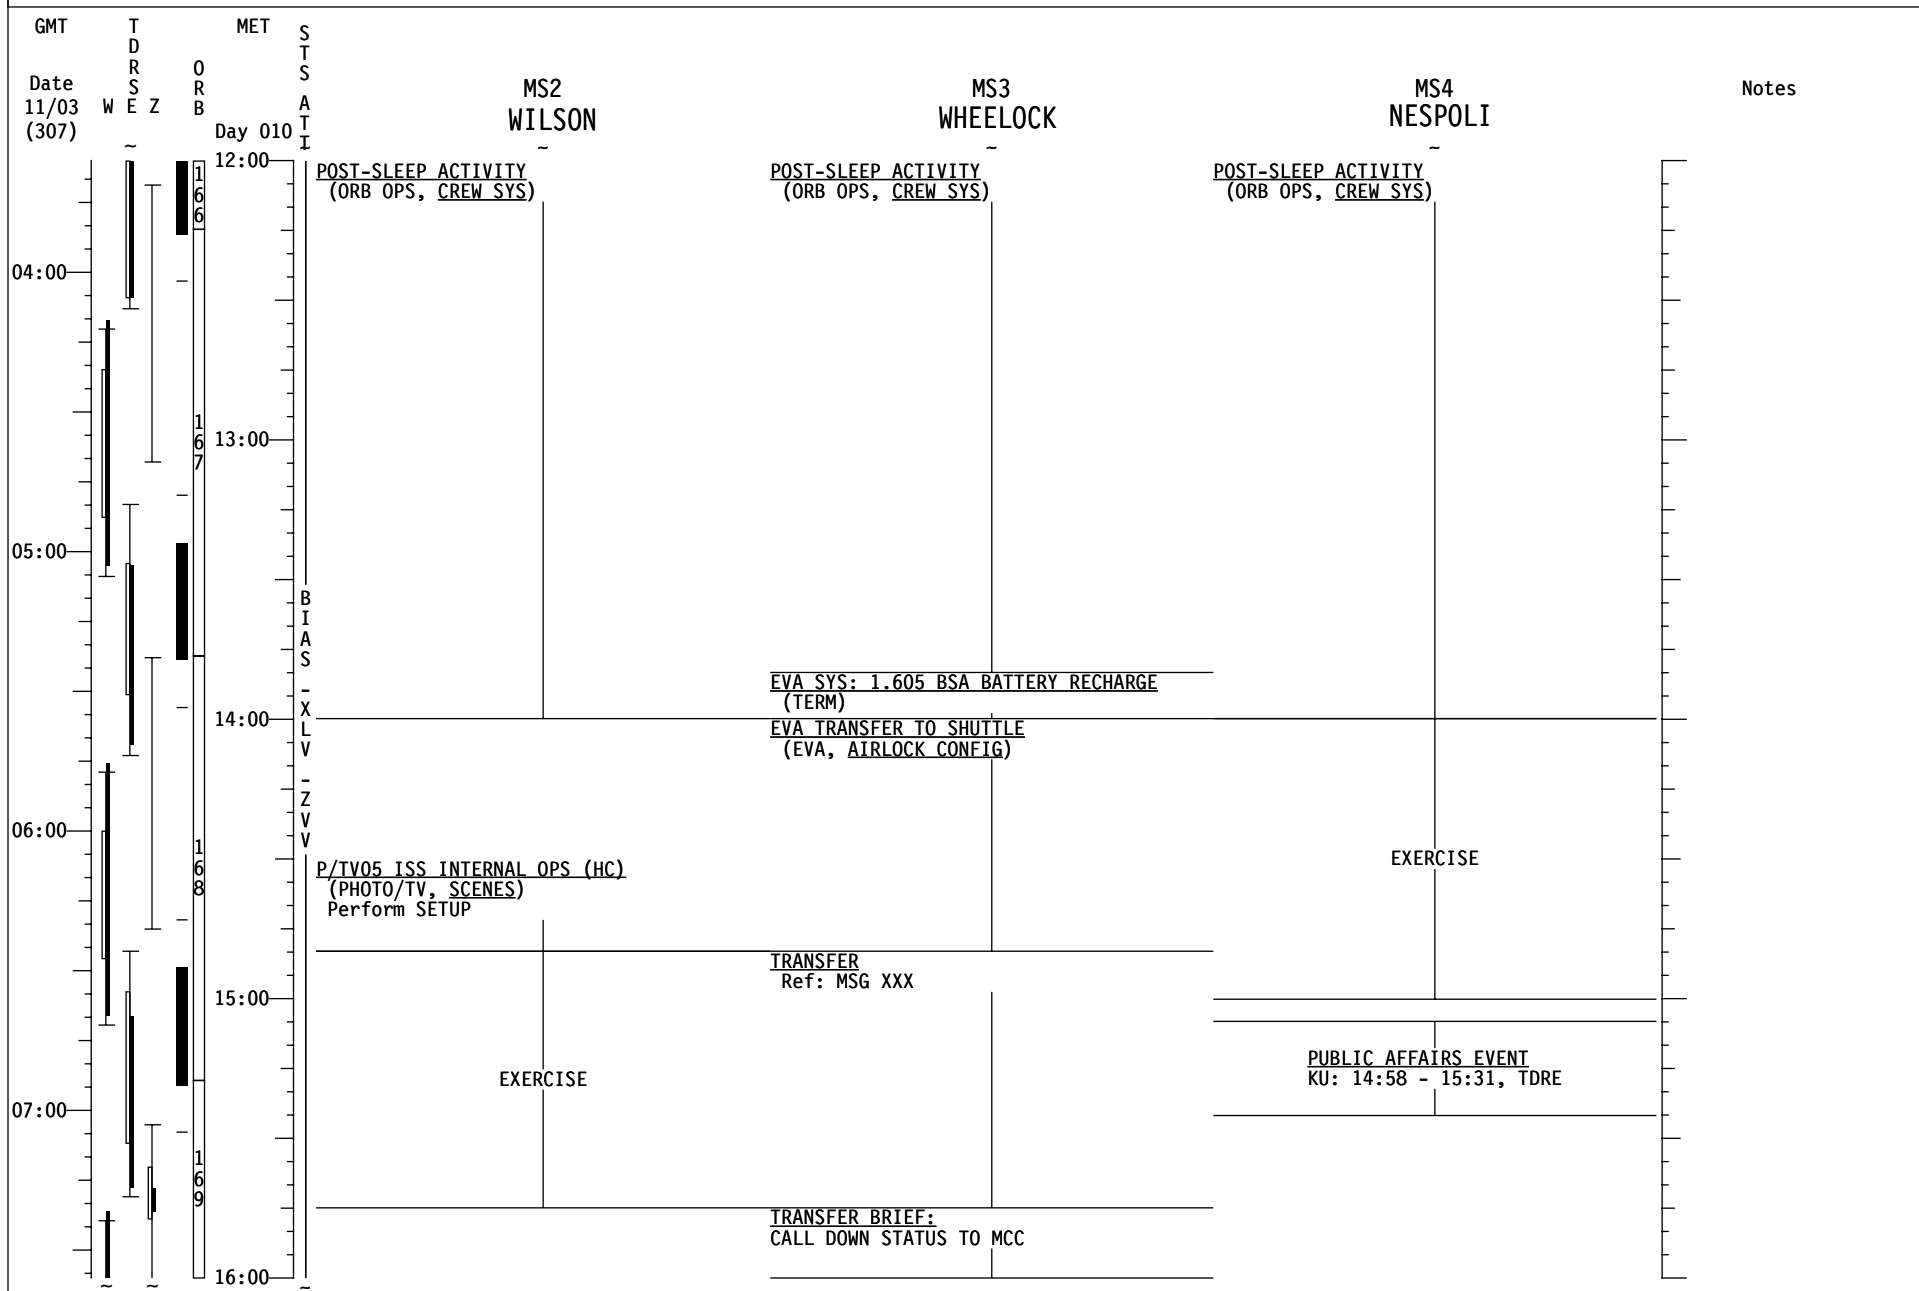 GMT
TDRS
MET
STS ATT
ORB
Date
11/03
(307)
W E Z
Day 010
MS2
WILSON
MS3
WHEELOCK
MS4
NESPOLI
Notes
~
~
~
~
~
12:00
POST-SLEEP ACTIVITY
(ORB OPS, CREW SYS)
POST-SLEEP ACTIVITY
(ORB OPS, CREW SYS)
POST-SLEEP ACTIVITY
(ORB OPS, CREW SYS)
166
04:00
167
13:00
05:00
BIAS -XLV -ZVV
EVA SYS: 1.605 BSA BATTERY RECHARGE
(TERM)
14:00
EVA TRANSFER TO SHUTTLE
(EVA, AIRLOCK CONFIG)
06:00
168
P/TV05 ISS INTERNAL OPS (HC)
(PHOTO/TV, SCENES)
Perform SETUP
EXERCISE
TRANSFER
Ref: MSG XXX
15:00
EXERCISE
PUBLIC AFFAIRS EVENT
KU: 14:58 - 15:31, TDRE
07:00
169
TRANSFER BRIEF:
CALL DOWN STATUS TO MCC
16:00
~
~
~